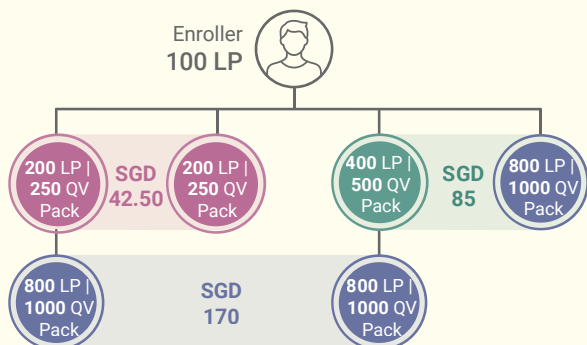 Enroller
100 LP
200 LP |
250 QV
Pack
SGD
42.50
200 LP |
250 QV
Pack
400 LP |
500 QV
Pack
SGD
85
800 LP |
1000 QV
Pack
800 LP |
1000 QV
Pack
SGD
170
800 LP |
1000 QV
Pack